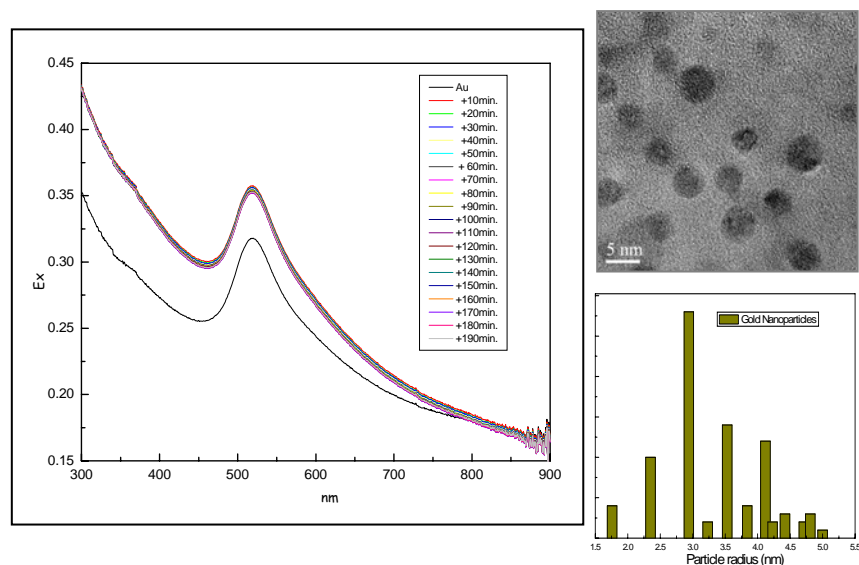 0.45
0.40
0.35
0.30
0.25
0.20
0.15
Ex
300
400
500
600
700
800
900
nm
Au
+10min.
+20min.
+30min.
+40min.
+50min.
+ 60min.
+70min.
+80min.
+90min.
+100min.
+110min.
+120min.
+130min.
+140min.
+150min.
+160min.
+170min.
+180min.
+190min.
5 nm
Gold Nanoparticles
1.5
2.0
2.5
3.0
3.5
4.0
4.5
5.0
5.5
Particle radius (nm)